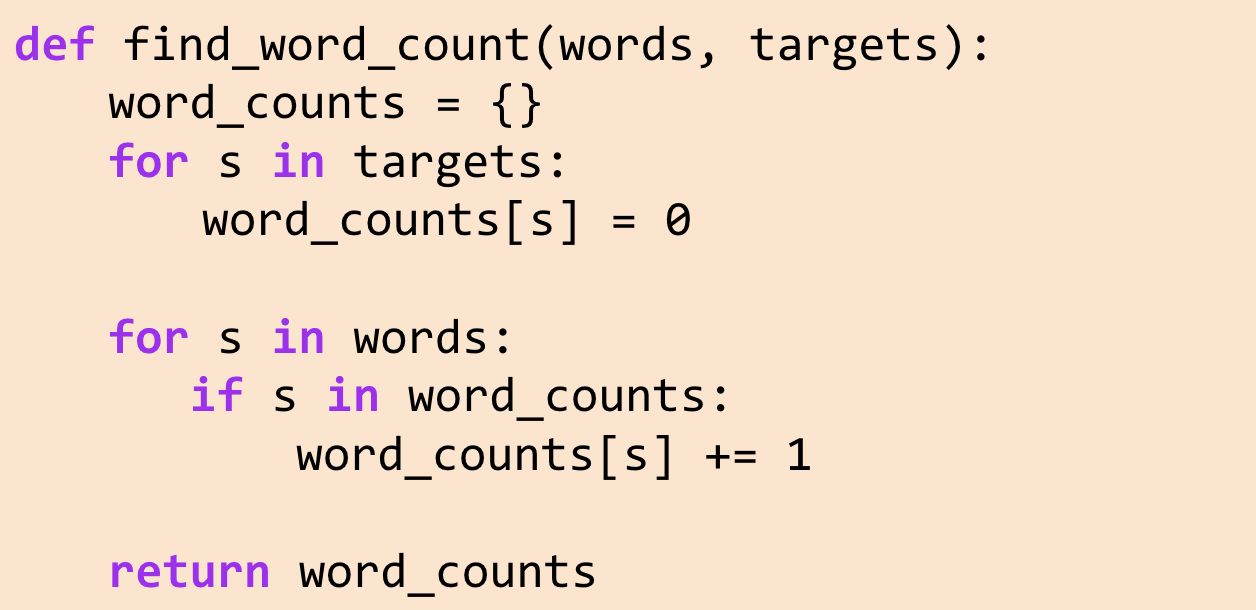 def find_word_count(words, targets):
    word_counts = {}
    for s in targets:
        word_counts[s] = 0

    for s in words:
       if s in word_counts:
            word_counts[s] += 1

    return word_counts